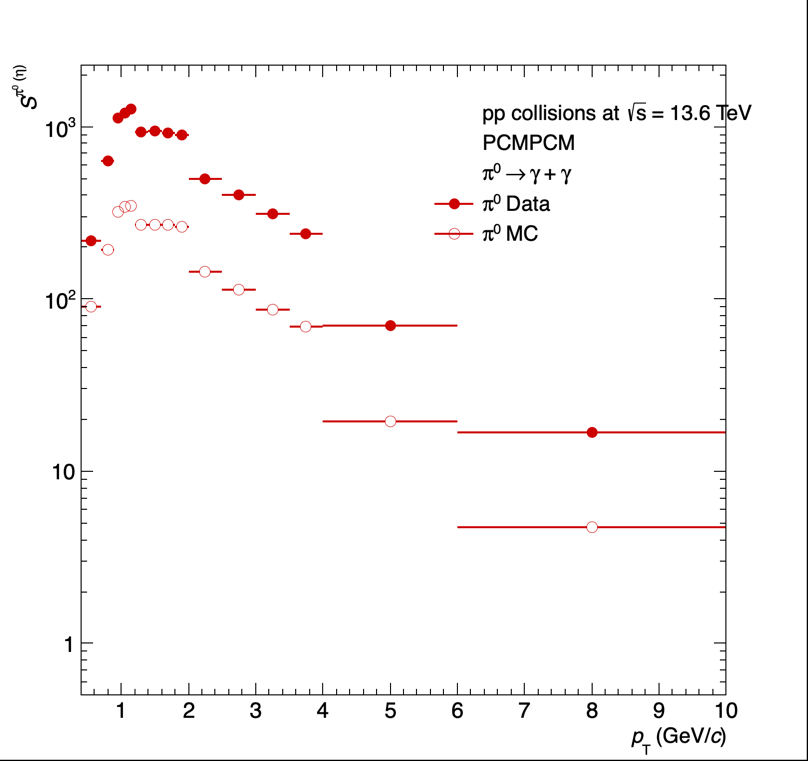 S^π⁰ (η)
10³
10²
10
1
pp collisions at √s = 13.6 TeV
PCMPCM
π⁰ → γ + γ
π⁰ Data
π⁰ MC
1 2 3 4 5 6 7 8 9 10
p_T (GeV/c)